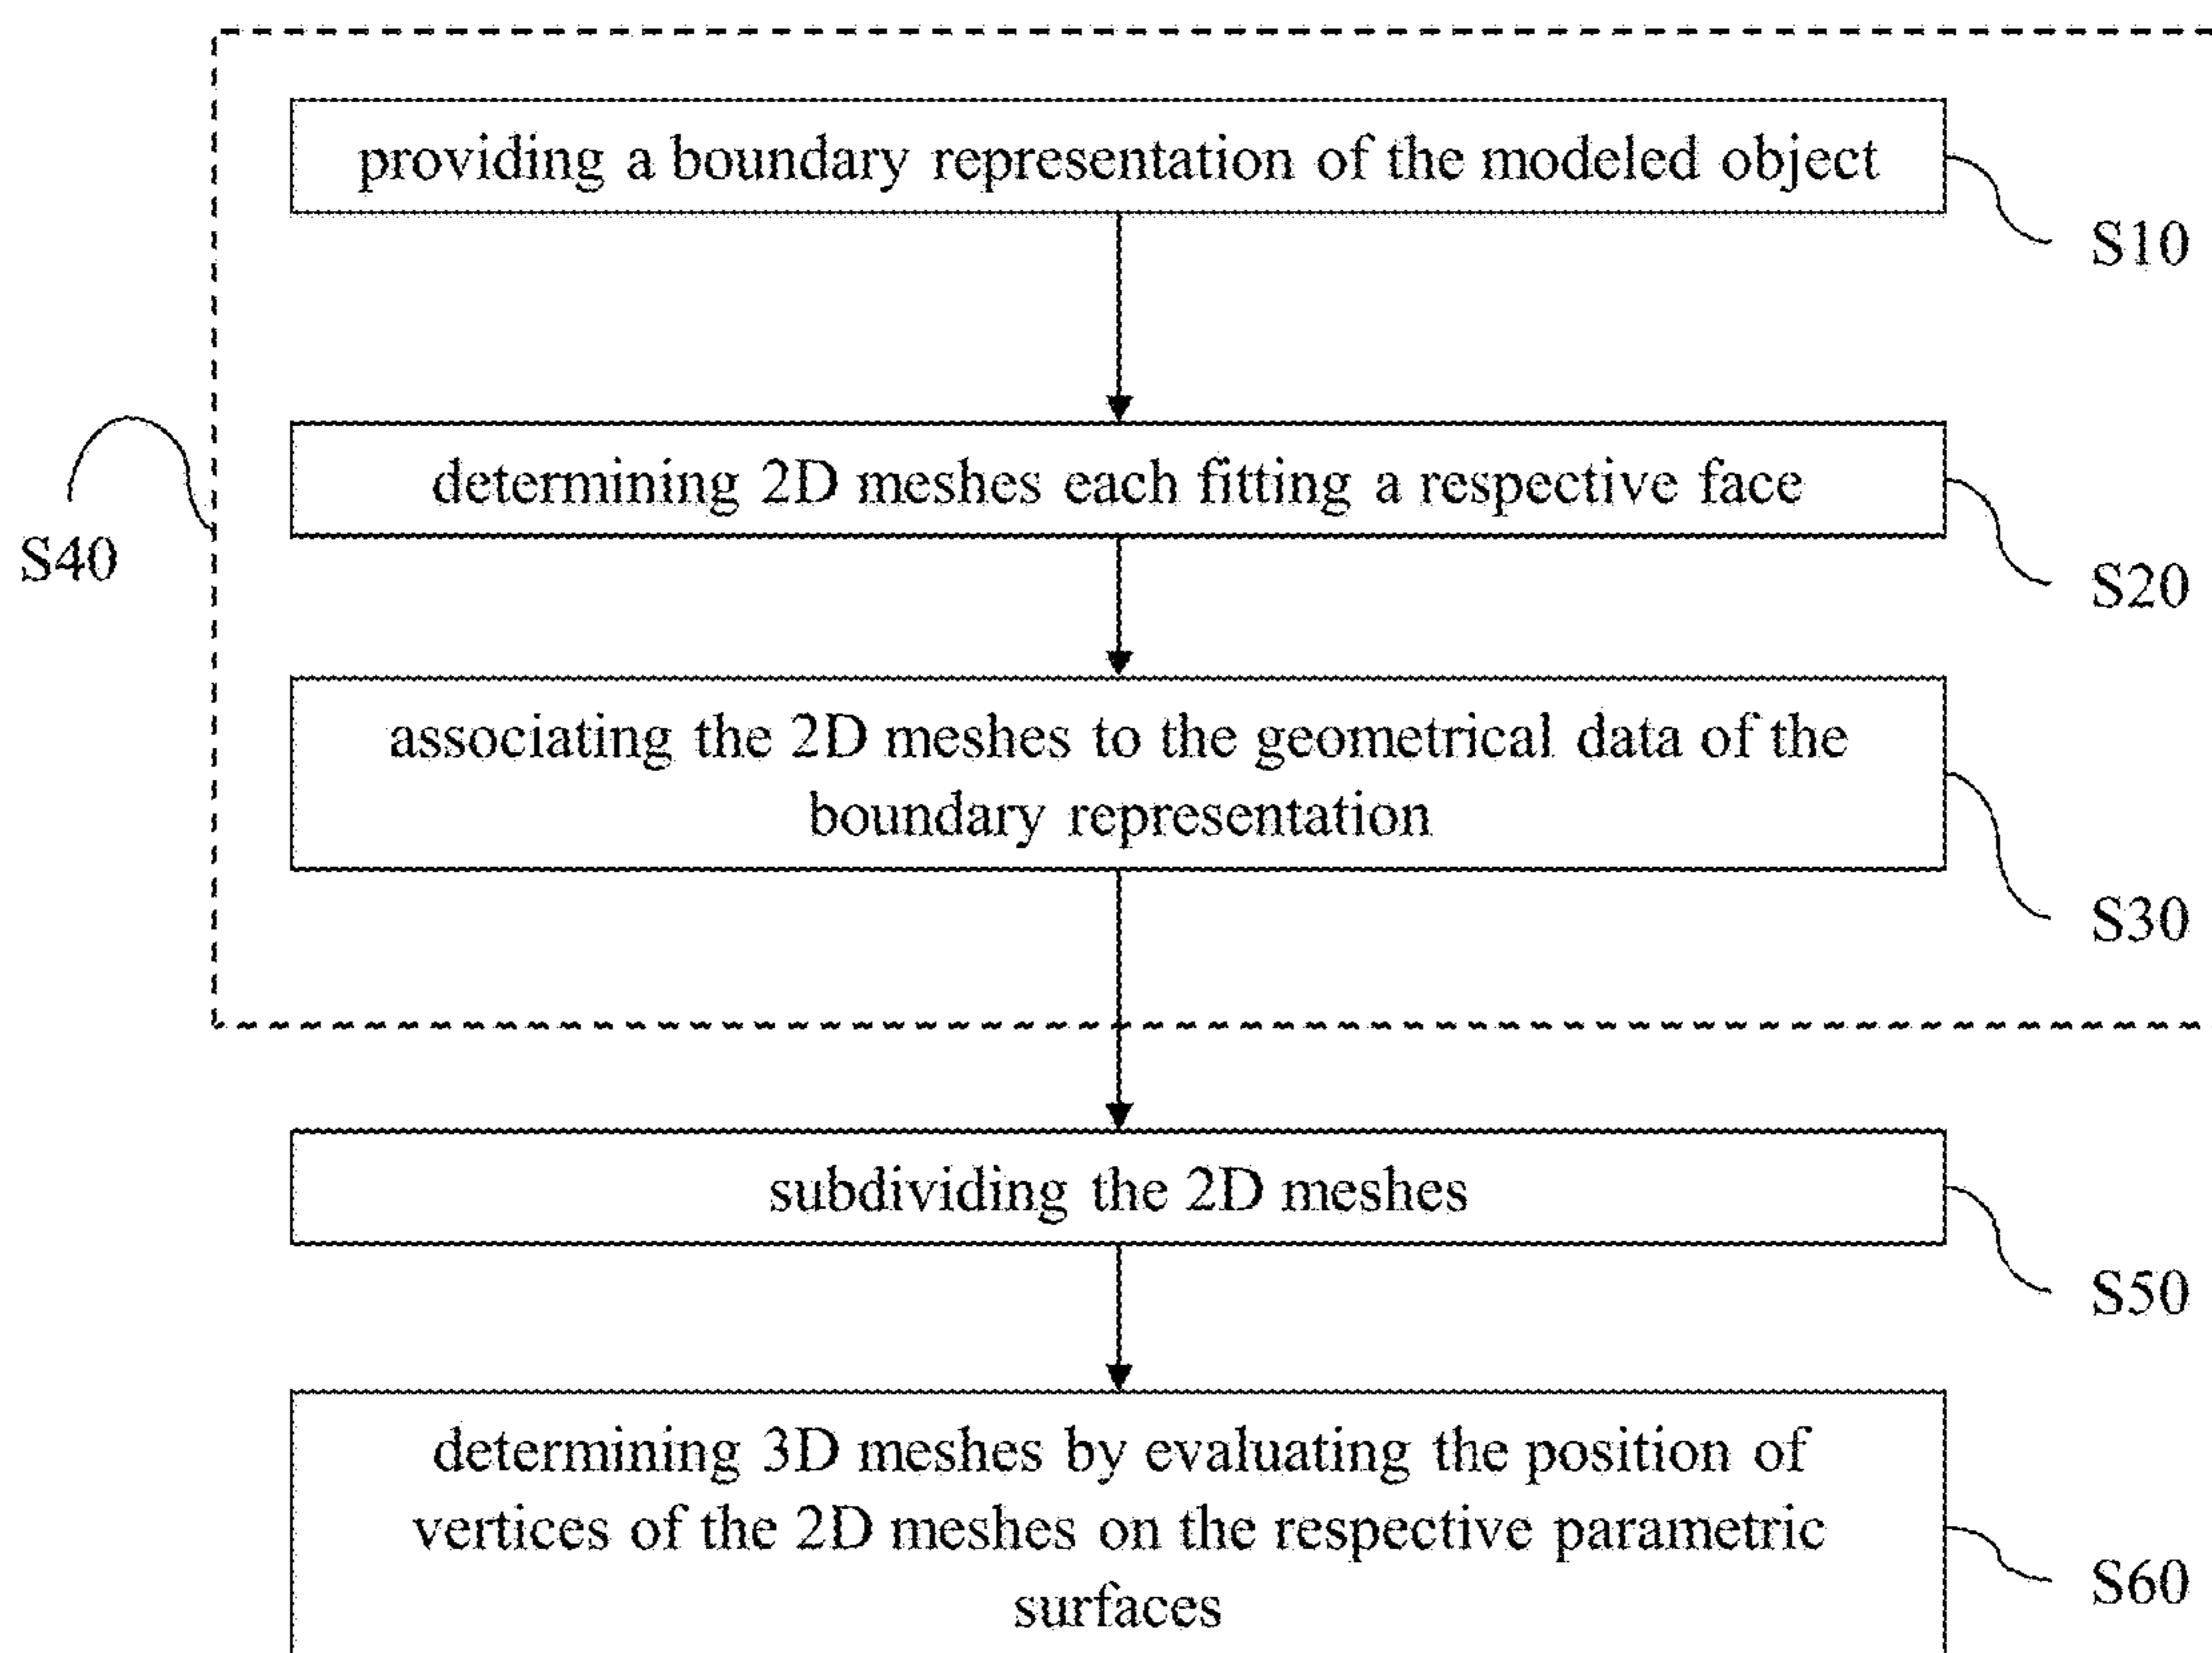 providing a boundary representation of the modeled object
S10
determining 2D meshes each fitting a respective face
S40
S20
associating the 2D meshes to the geometrical data of the
boundary representation
S30
subdividing the 2D meshes
S50
determining 3D meshes by evaluating the position of
vertices of the 2D meshes on the respective parametric
surfaces
S60